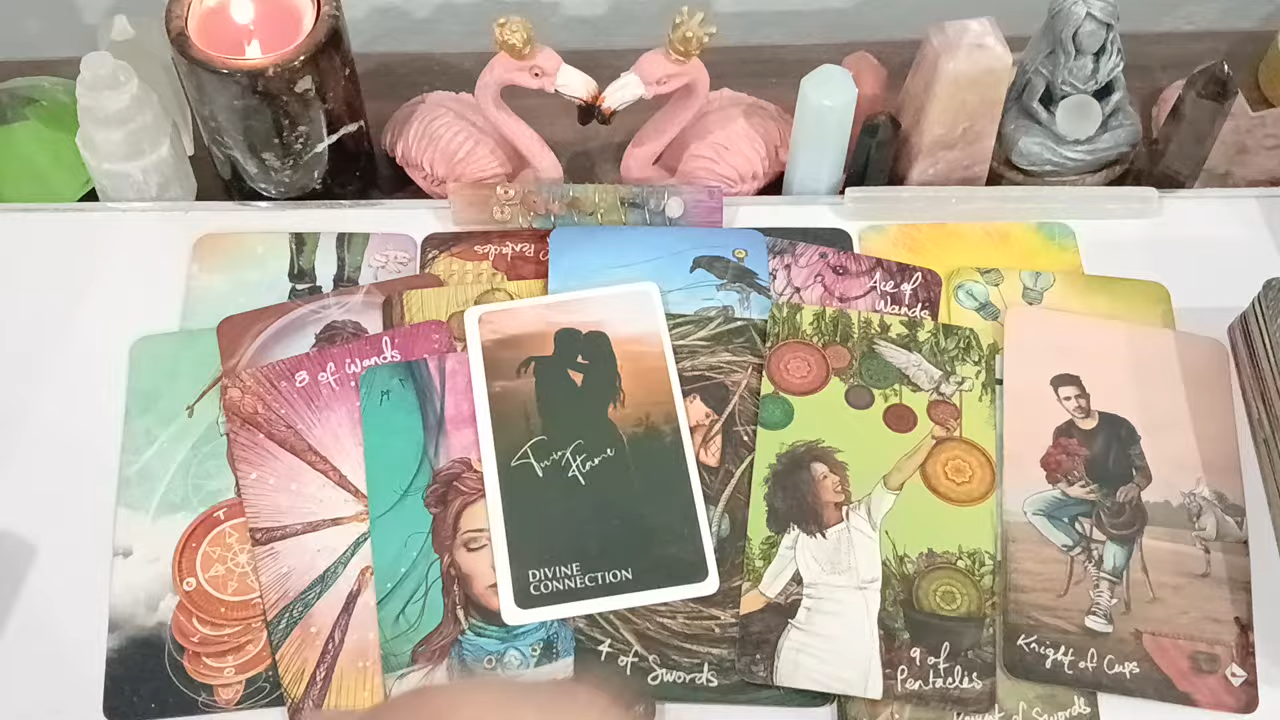 Pentacles
Ace of
Wands
8 of Wands
Twin
Flame
DIVINE
CONNECTION
4 of Swords
9 of
Pentacles
Knight of Cups
Knight of Swords